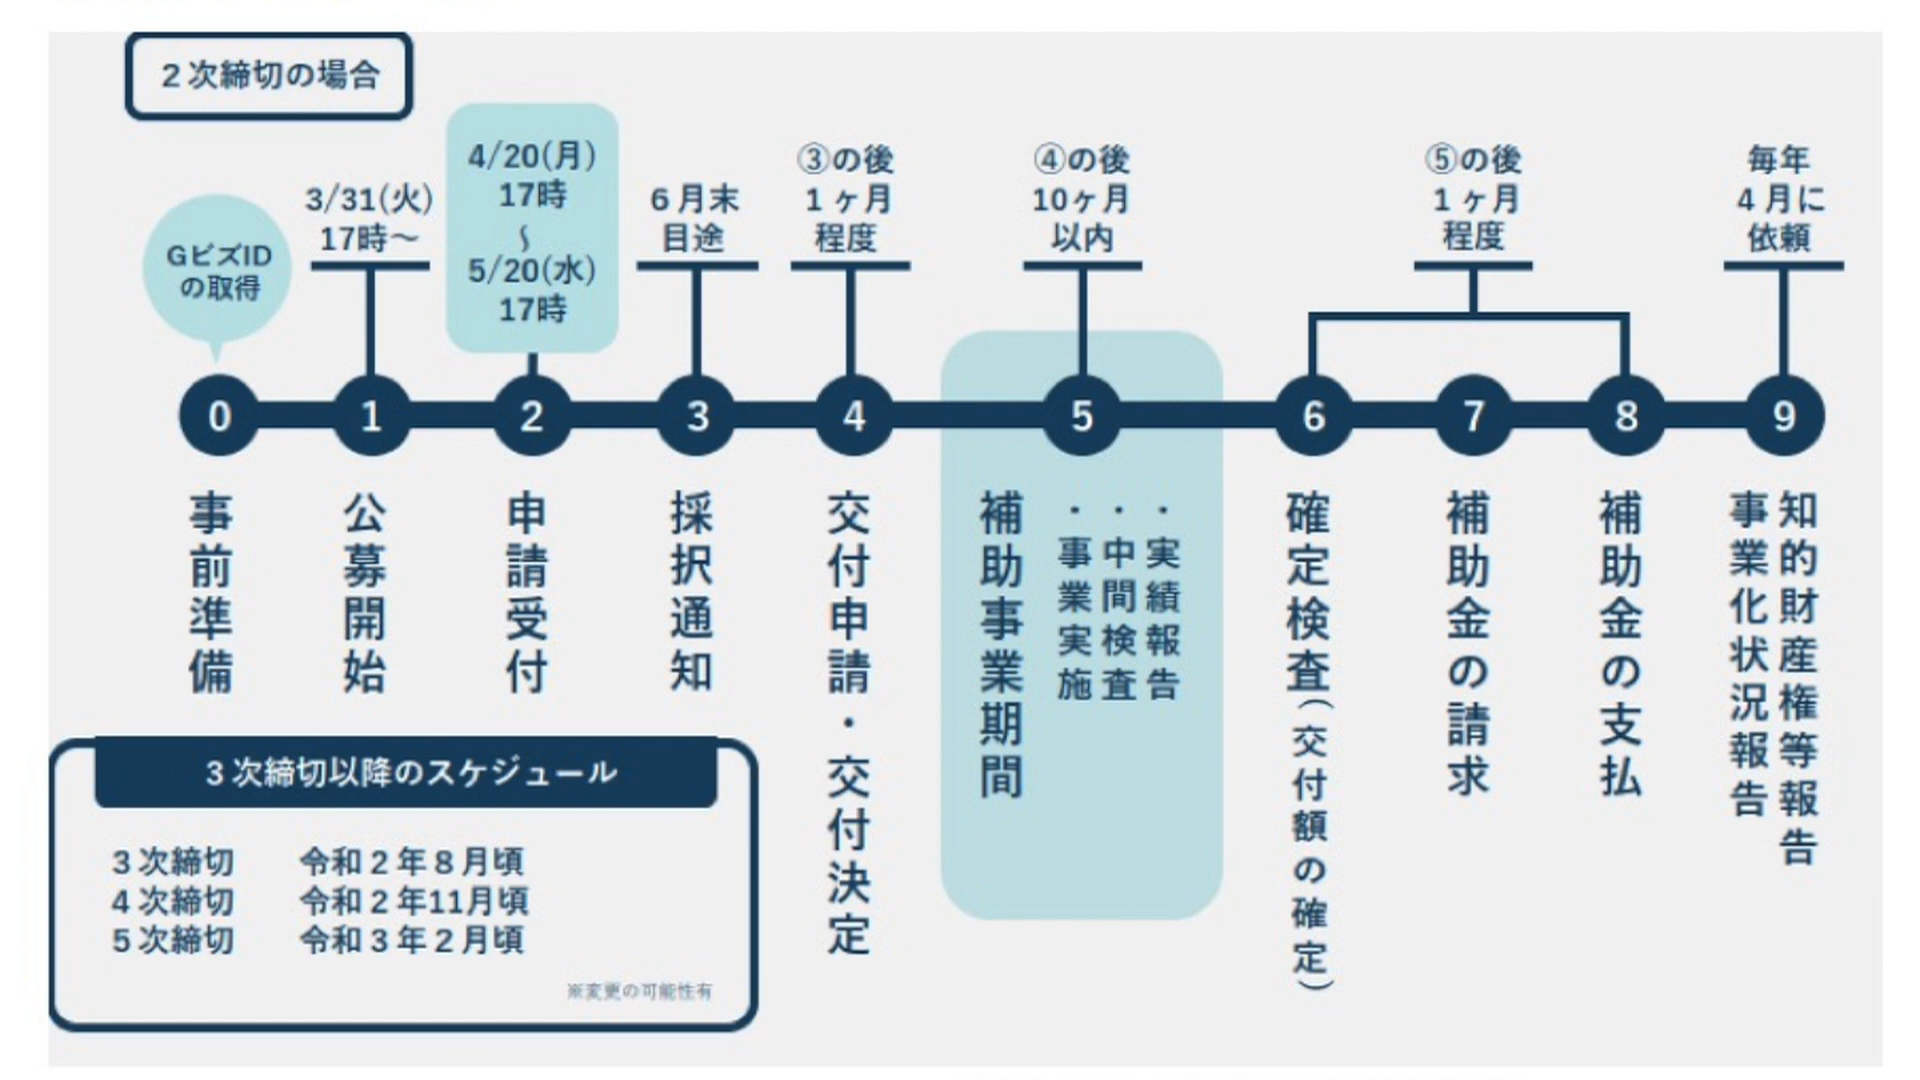 2次締切の場合
GビズID
の取得
3/31(火)
17時～
4/20(月)
17時
～
5/20(水)
17時
6月末
目途
③の後
1ヶ月
程度
④の後
10ヶ月
以内
⑤の後
1ヶ月
程度
毎年
4月に
依頼
0
1
2
3
4
5
6
7
8
9
事前準備
公募開始
申請受付
採択通知
交付申請・交付決定
補助事業期間
・事業実施
・中間検査
・実績報告
確定検査(交付額の確定)
補助金の請求
補助金の支払
知的財産権等報告
事業化状況報告
3次締切以降のスケジュール
3次締切 令和2年8月頃
4次締切 令和2年11月頃
5次締切 令和3年2月頃
※変更の可能性有